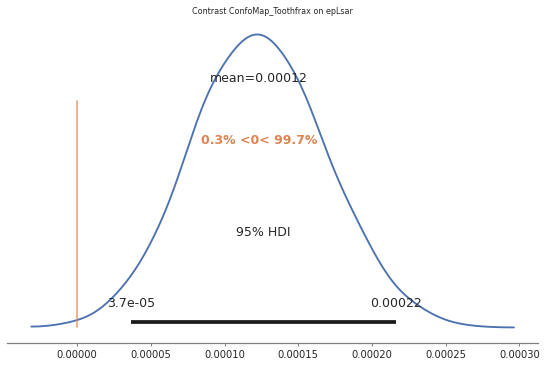 Contrast ConfoMap_Toothfrax on epLsar
mean=0.00012
0.3% <0< 99.7%
95% HDI
3.7e-05 0.00022
0.00000 0.00005 0.00010 0.00015 0.00020 0.00025 0.00030